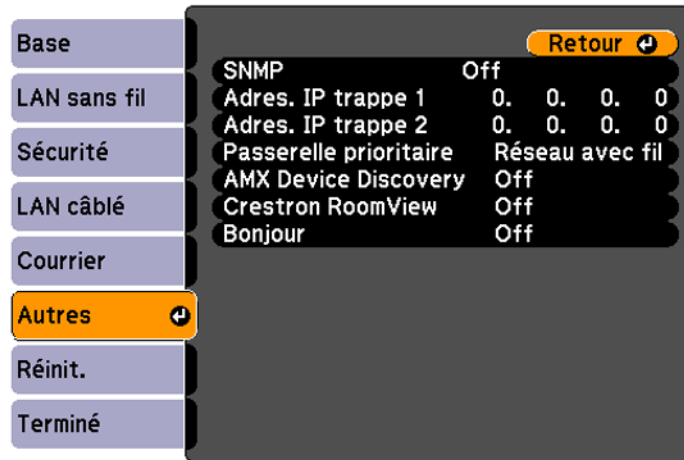 Base
LAN sans fil
Sécurité
LAN câblé
Courrier
Autres
Réinit.
Terminé
Retour
SNMP Off
Adres. IP trappe 1 0. 0. 0. 0
Adres. IP trappe 2 0. 0. 0. 0
Passerelle prioritaire Réseau avec fil
AMX Device Discovery Off
Crestron RoomView Off
Bonjour Off